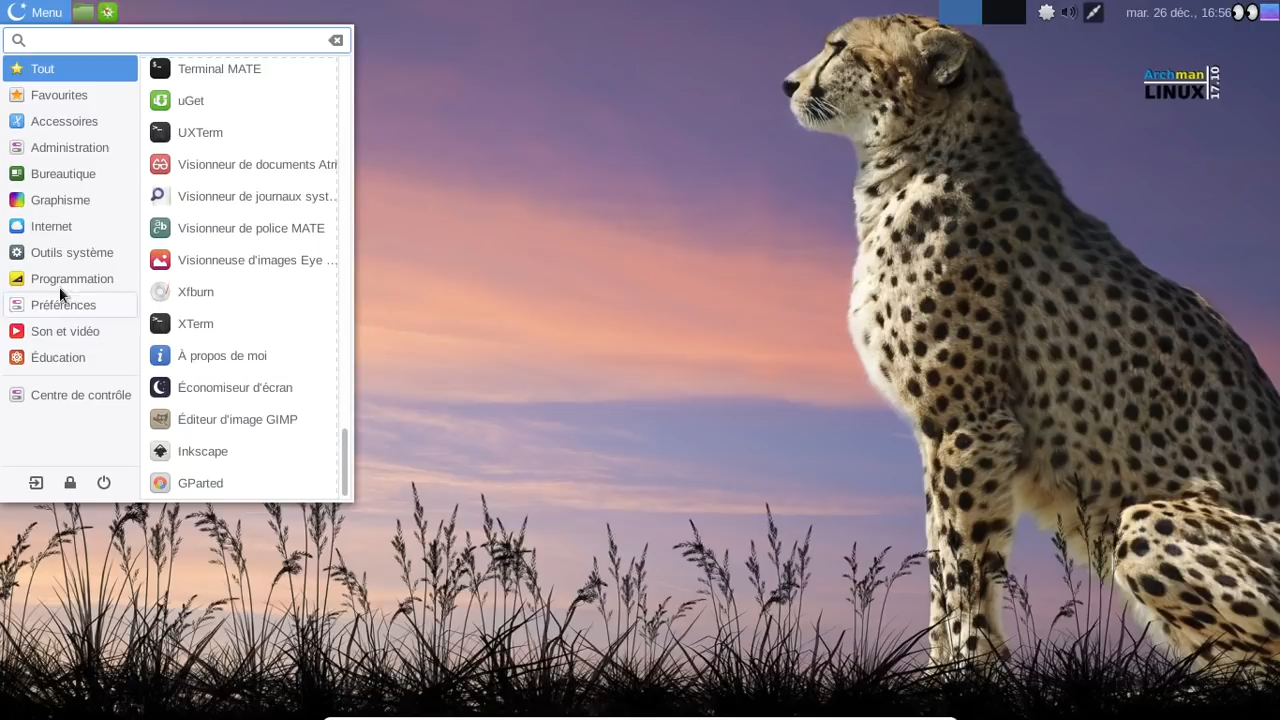 Menu
mar. 26 déc., 16:56
Tout
Favourites
Accessoires
Administration
Bureautique
Graphisme
Internet
Outils système
Programmation
Préférences
Son et vidéo
Éducation
Centre de contrôle
Terminal MATE
uGet
UXTerm
Visionneur de documents Atri
Visionneur de journaux syst...
Visionneur de police MATE
Visionneuse d'images Eye ...
Xfburn
XTerm
À propos de moi
Économiseur d'écran
Éditeur d'image GIMP
Inkscape
GParted
Archman
LINUX
17.10